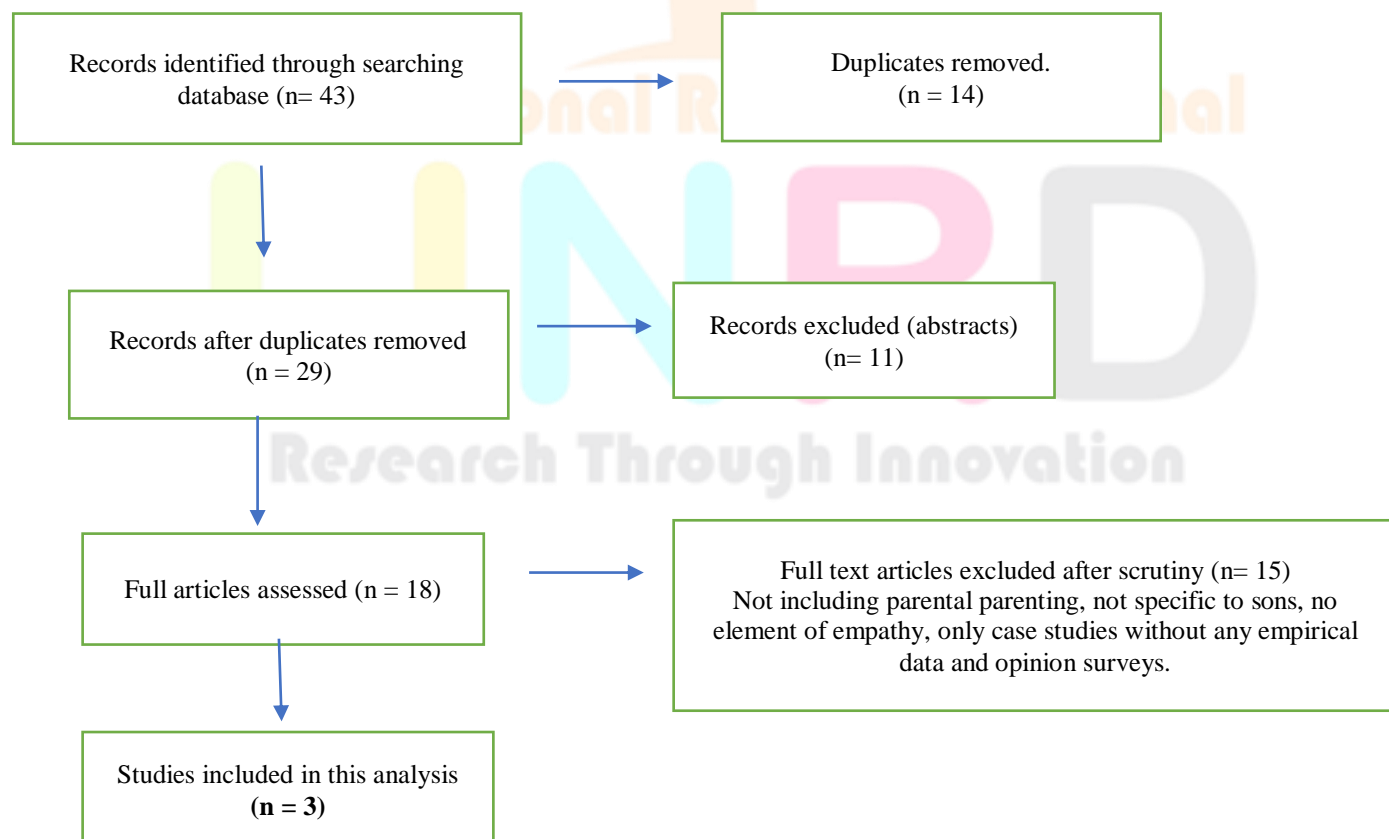 Records identified through searching
database (n= 43)
Duplicates removed.
(n = 14)
onal R
nal
Records after duplicates removed
(n = 29)
Records excluded (abstracts)
(n= 11)
Research Through Innovation
Full articles assessed (n = 18)
Full text articles excluded after scrutiny (n= 15)
Not including parental parenting, not specific to sons, no
element of empathy, only case studies without any empirical
data and opinion surveys.
Studies included in this analysis
(n = 3)